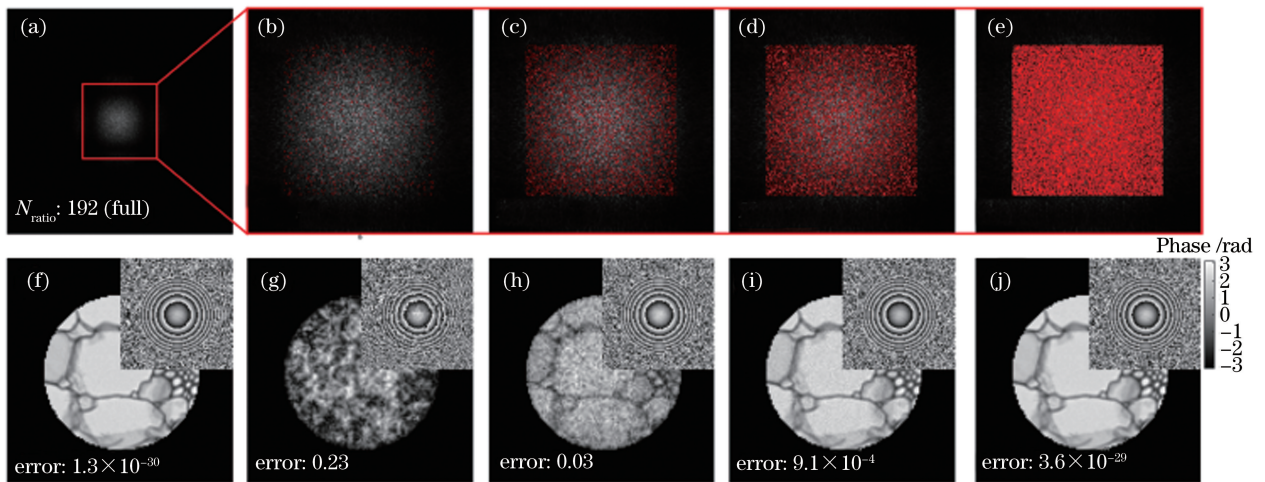 (a) (b) (c) (d) (e)
N_ratio: 192 (full)
Phase /rad
(f) (g) (h) (i) (j)
3
2
1
0
−1
−2
−3
error: 1.3×10⁻³⁰ error: 0.23 error: 0.03 error: 9.1×10⁻⁴ error: 3.6×10⁻²⁹